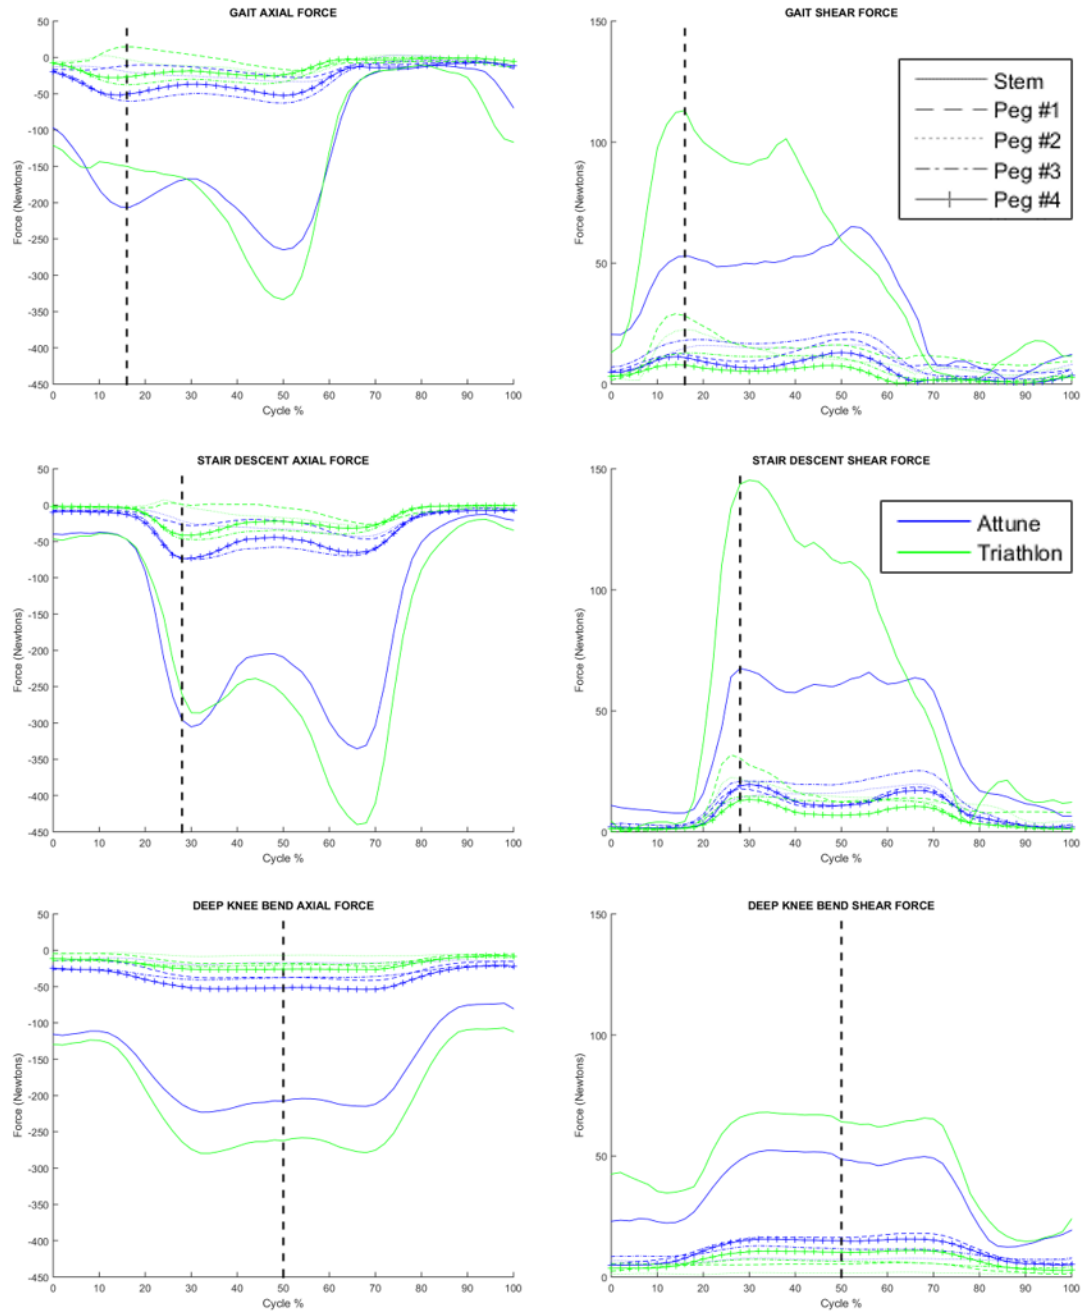 GAIT AXIAL FORCE
50
0
-50
-100
-150
-200
-250
-300
-350
-400
-450
Force (Newtons)
0 10 20 30 40 50 60 70 80 90 100
Cycle %
GAIT SHEAR FORCE
150
100
50
0
Force (Newtons)
0 10 20 30 40 50 60 70 80 90 100
Cycle %
Stem
Peg #1
Peg #2
Peg #3
Peg #4
STAIR DESCENT AXIAL FORCE
50
0
-50
-100
-150
-200
-250
-300
-350
-400
-450
Force (Newtons)
0 10 20 30 40 50 60 70 80 90 100
Cycle %
STAIR DESCENT SHEAR FORCE
150
100
50
0
Force (Newtons)
0 10 20 30 40 50 60 70 80 90 100
Cycle %
Attune
Triathlon
DEEP KNEE BEND AXIAL FORCE
50
0
-50
-100
-150
-200
-250
-300
-350
-400
-450
Force (Newtons)
0 10 20 30 40 50 60 70 80 90 100
Cycle %
DEEP KNEE BEND SHEAR FORCE
150
100
50
0
Force (Newtons)
0 10 20 30 40 50 60 70 80 90 100
Cycle %